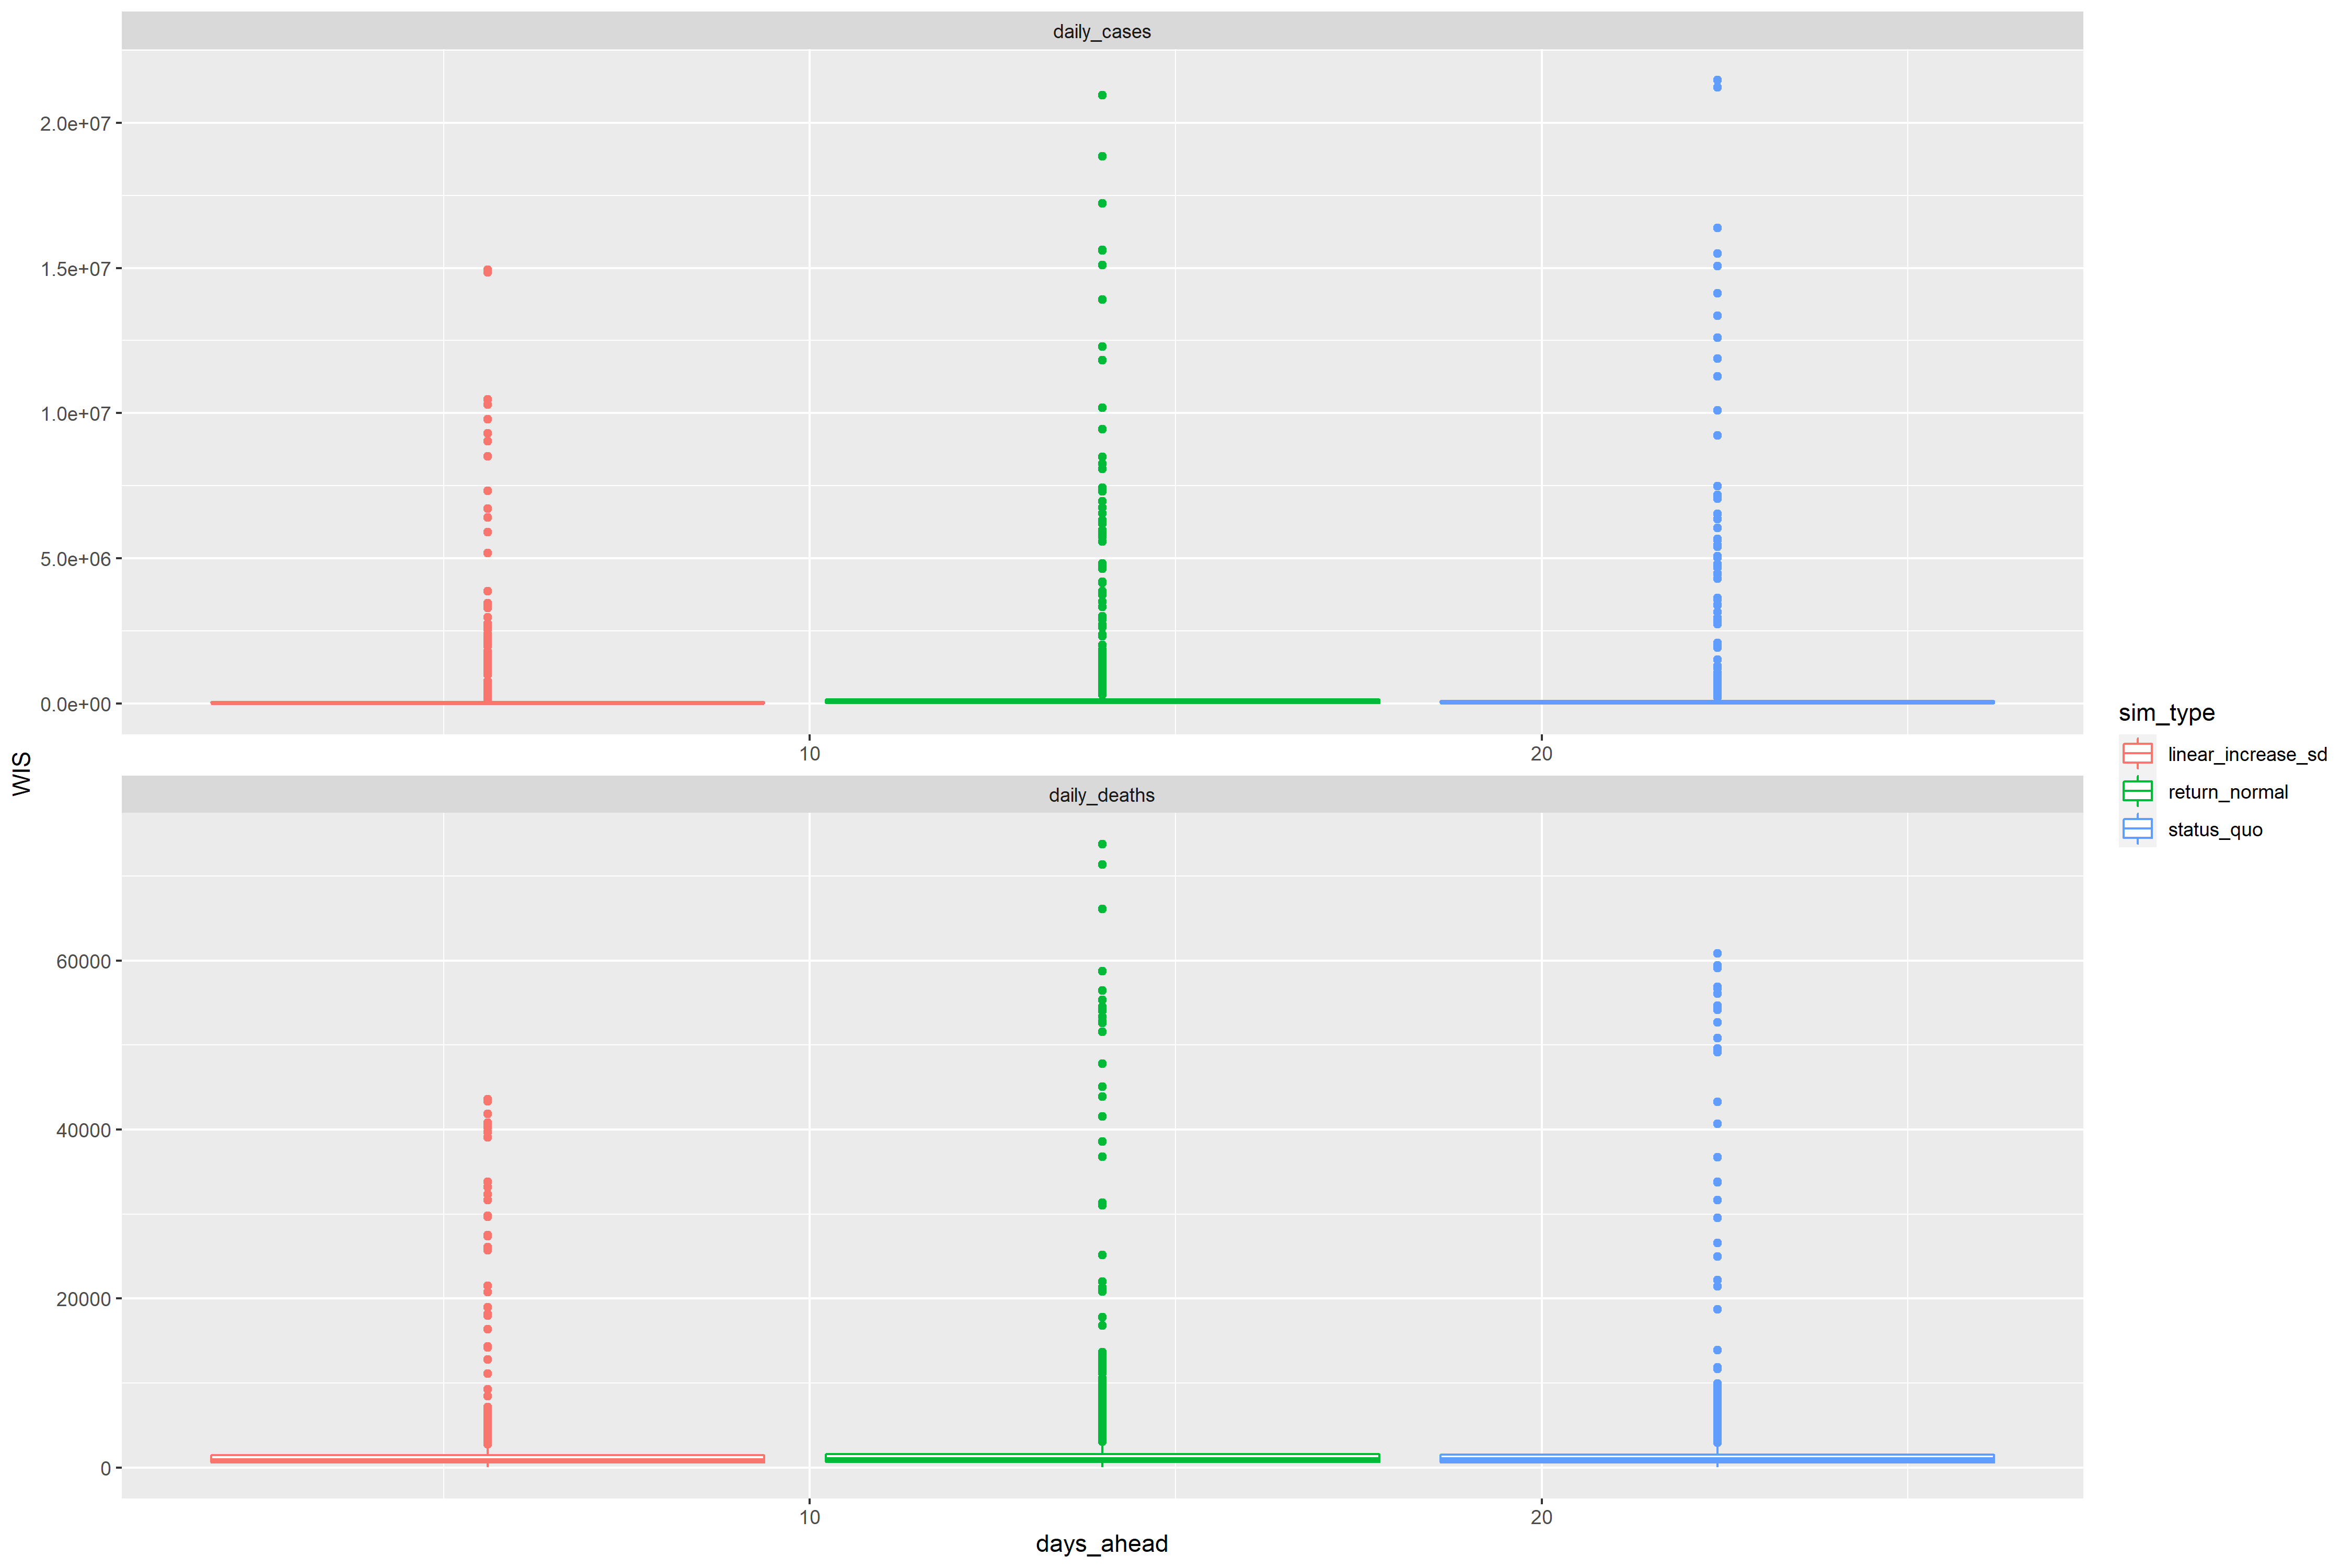 daily_cases
2.0e+07
1.5e+07
1.0e+07
5.0e+06
0.0e+00
10
20
daily_deaths
60000
40000
20000
0
10
20
days_ahead
WIS
sim_type
linear_increase_sd
return_normal
status_quo